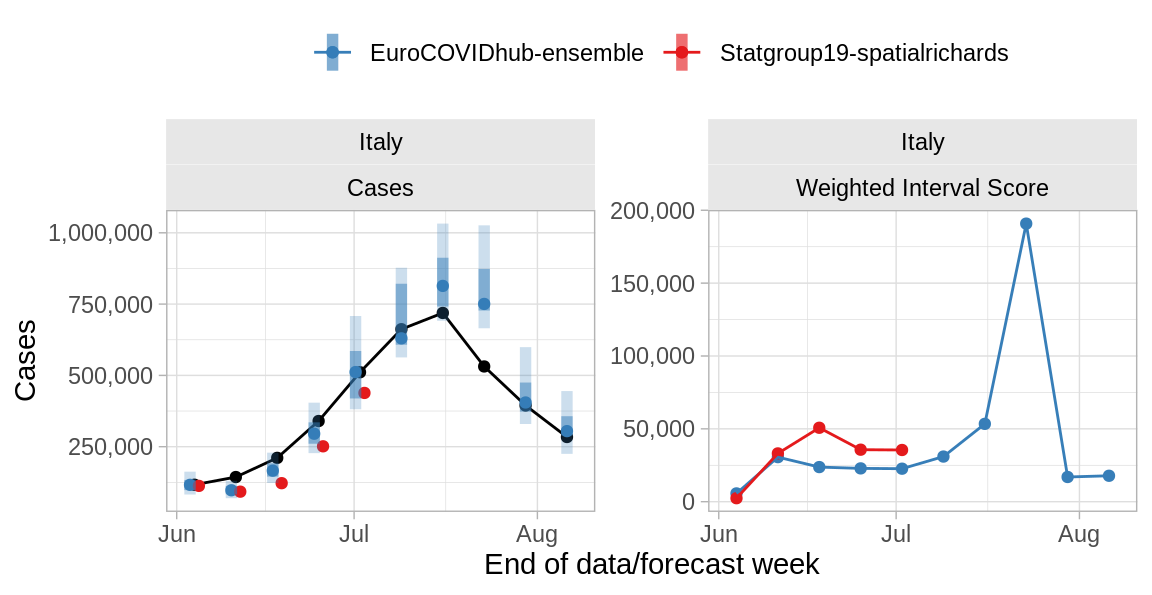 EuroCOVIDhub-ensemble Statgroup19-spatialrichards
Italy Italy
Cases Weighted Interval Score
Cases
1,000,000
750,000
500,000
250,000
200,000
150,000
100,000
50,000
0
Jun Jul Aug Jun Jul Aug
End of data/forecast week